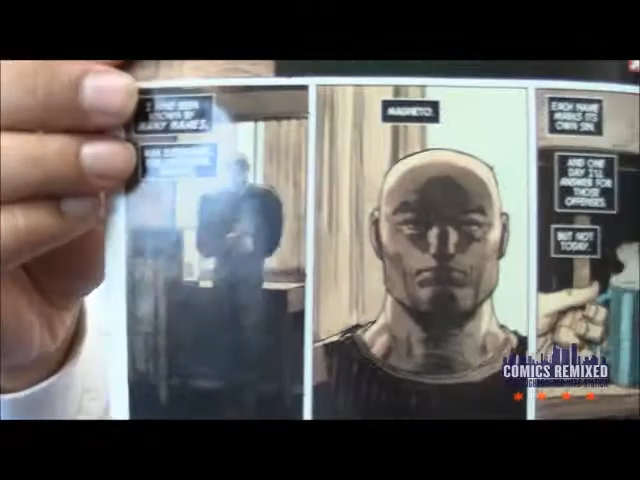 I HAVE BEEN
KNOWN BY
MANY NAMES.
MAGNETO.
EACH NAME
MARKS ITS
OWN SIN.
AND ONE
DAY I'LL
ANSWER FOR
THOSE
OFFENSES.
BUT NOT
TODAY.
COMICS REMIXED